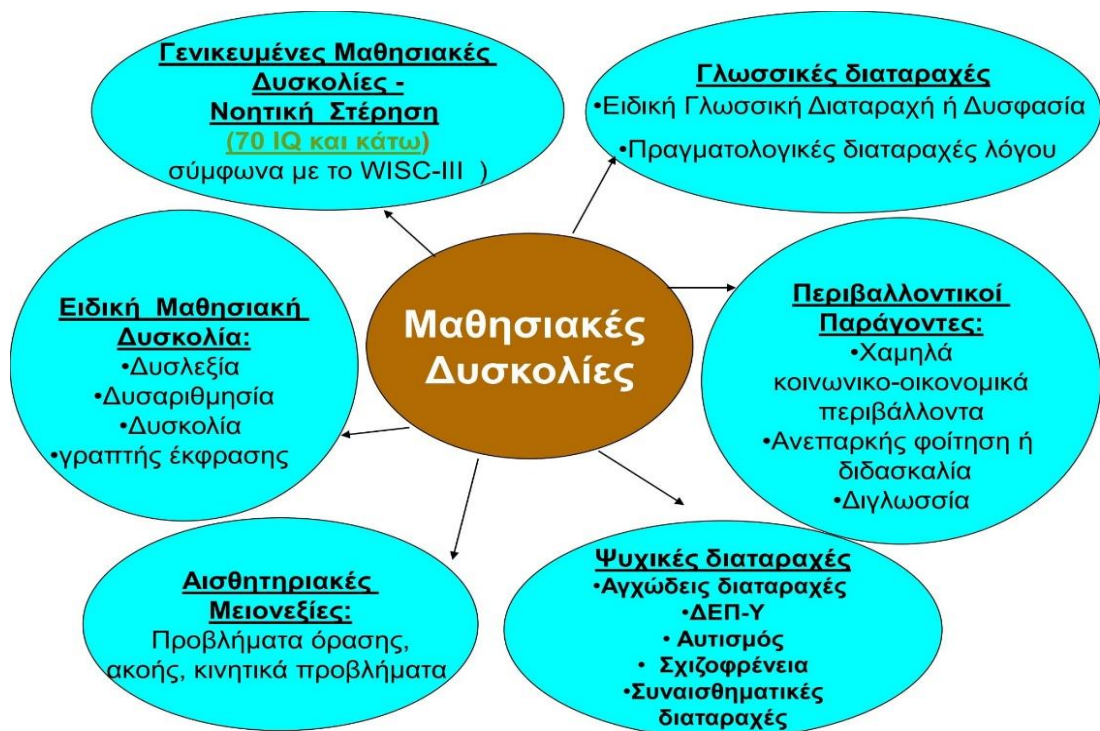 Γενικευμένες Μαθησιακές
Δυσκολίες -
Νοητική Στέρηση
(70 IQ και κάτω)
σύμφωνα με το WISC-III )
Γλωσσικές διαταραχές
•Ειδική Γλωσσική Διαταραχή ή Δυσφασία
•Πραγματολογικές διαταραχές λόγου
Μαθησιακές
Δυσκολίες
Ειδική Μαθησιακή
Δυσκολία:
•Δυσλεξία
•Δυσαριθμησία
•Δυσκολία
•γραπτής έκφρασης
Περιβαλλοντικοί
Παράγοντες:
•Χαμηλά
κοινωνικο-οικονομικά
περιβάλλοντα
•Ανεπαρκής φοίτηση ή
διδασκαλία
•Διγλωσσία
Αισθητηριακές
Μειονεξίες:
Προβλήματα όρασης,
ακοής, κινητικά προβλήματα
Ψυχικές διαταραχές
•Αγχώδεις διαταραχές
•ΔΕΠ-Υ
• Αυτισμός
• Σχιζοφρένεια
•Συναισθηματικές
διαταραχές